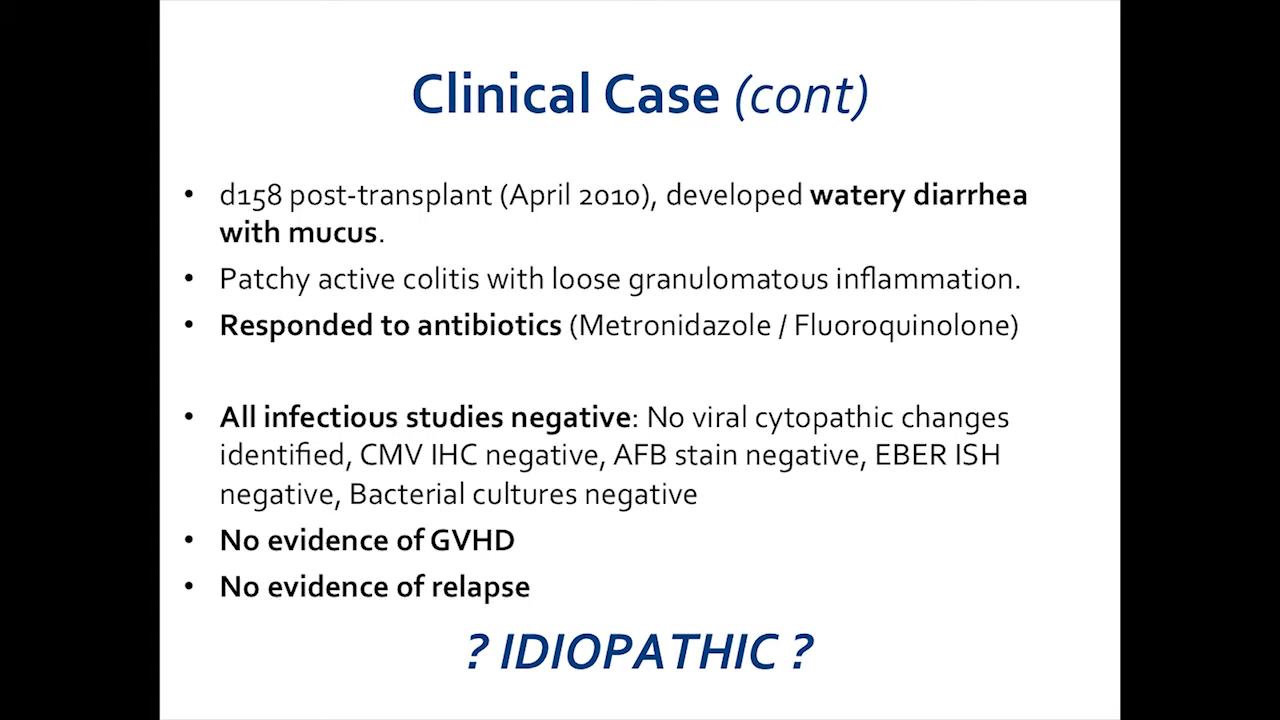 Clinical Case (cont)
• d158 post-transplant (April 2010), developed watery diarrhea
with mucus.
• Patchy active colitis with loose granulomatous inflammation.
• Responded to antibiotics (Metronidazole / Fluoroquinolone)
• All infectious studies negative: No viral cytopathic changes
identified, CMV IHC negative, AFB stain negative, EBER ISH
negative, Bacterial cultures negative
• No evidence of GVHD
• No evidence of relapse
? IDIOPATHIC ?